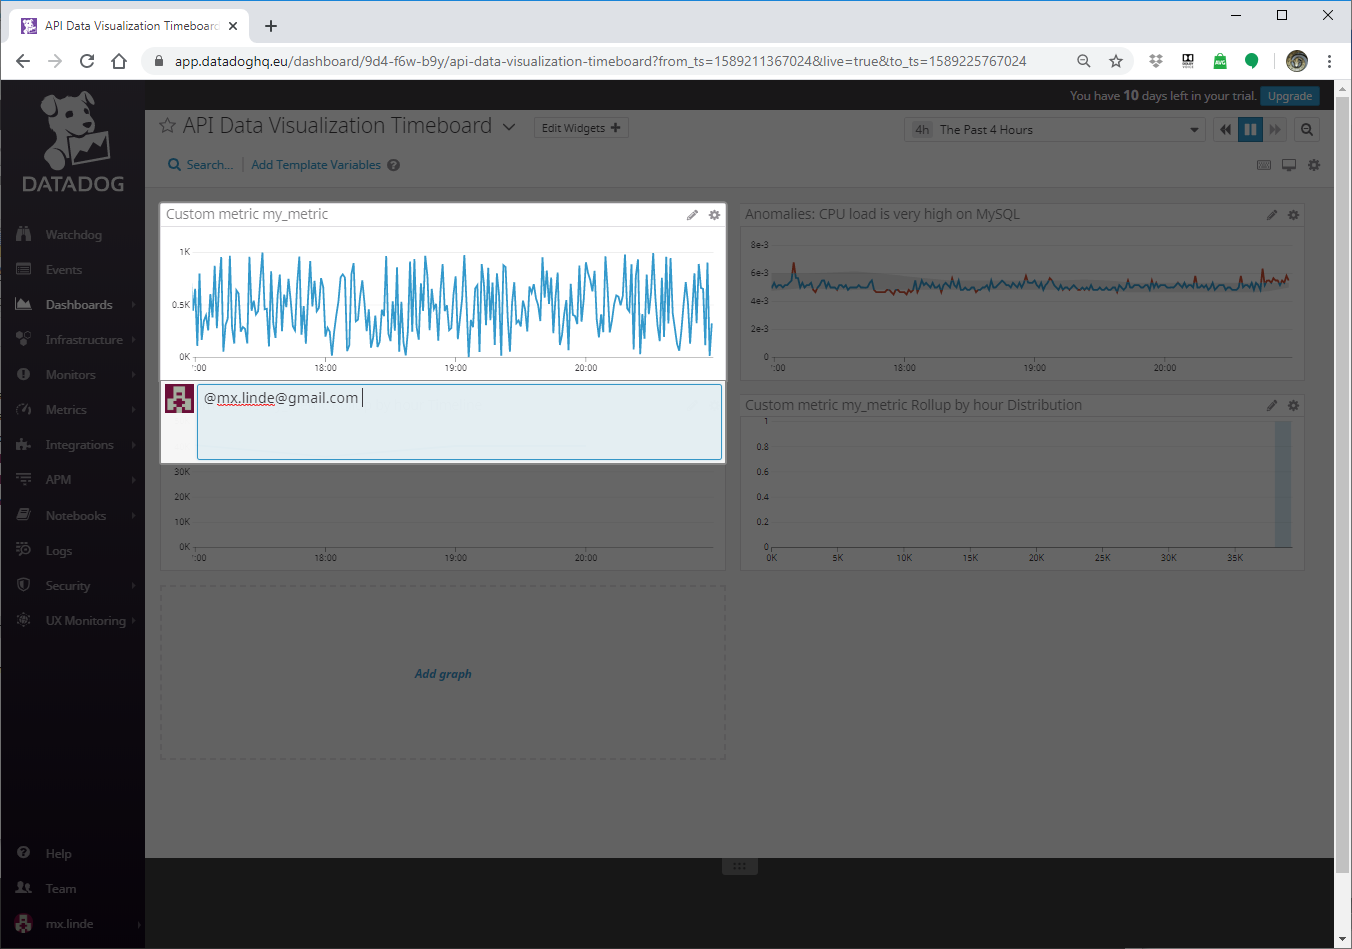 API Data Visualization Timeboard
app.datadoghq.eu/dashboard/9d4-f6w-b9y/api-data-visualization-timeboard?from_ts=1589211367024&live=true&to_ts=1589225767024
You have 10 days left in your trial. Upgrade
DATADOG
API Data Visualization Timeboard
Edit Widgets +
4h The Past 4 Hours
Search...
Add Template Variables ?
Watchdog
Events
Dashboards
Infrastructure
Monitors
Metrics
Integrations
APM
Notebooks
Logs
Security
UX Monitoring
Help
Team
mx.linde
Custom metric my_metric
1K
0.5K
0K
':00 18:00 19:00 20:00
@mx.linde@gmail.com
30K
20K
10K
0K
':00 18:00 19:00 20:00
Add graph
Anomalies: CPU load is very high on MySQL
8e-3
6e-3
4e-3
2e-3
0
':00 18:00 19:00 20:00
Custom metric my_metric Rollup by hour Distribution
1
0.8
0.6
0.4
0.2
0
0K 5K 10K 15K 20K 25K 30K 35K